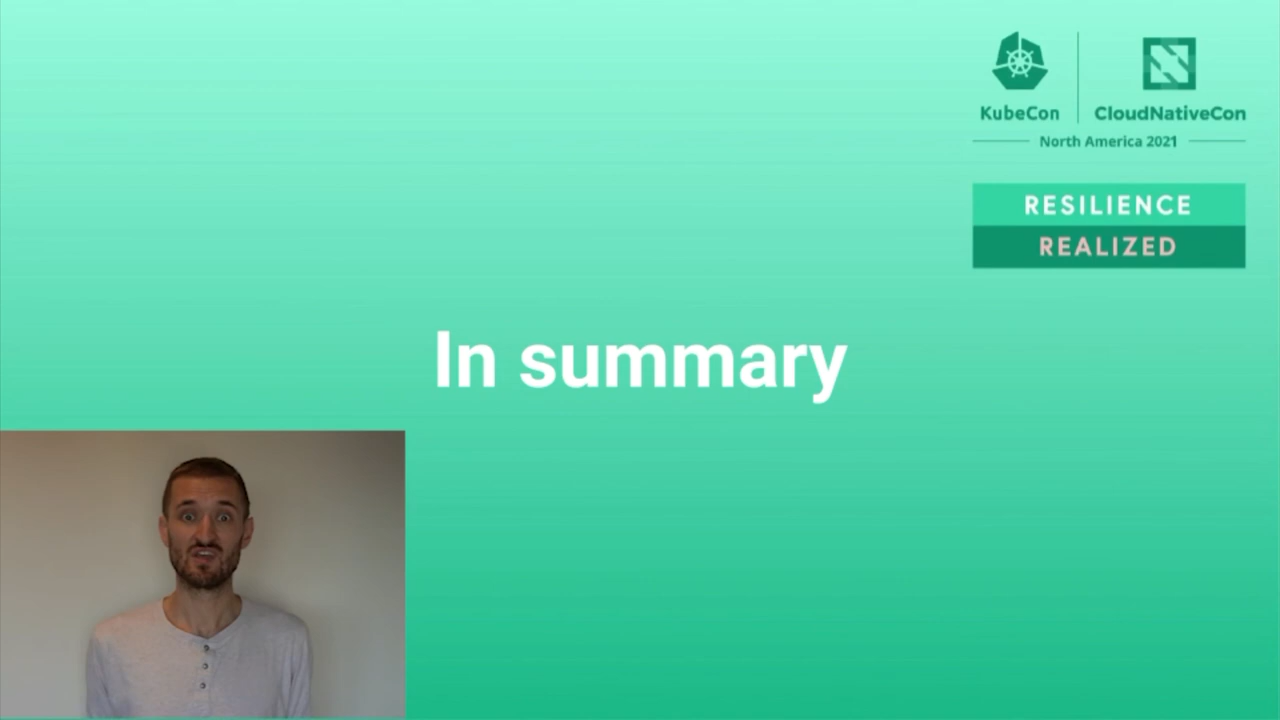 KubeCon
CloudNativeCon
North America 2021
RESILIENCE
REALIZED
In summary